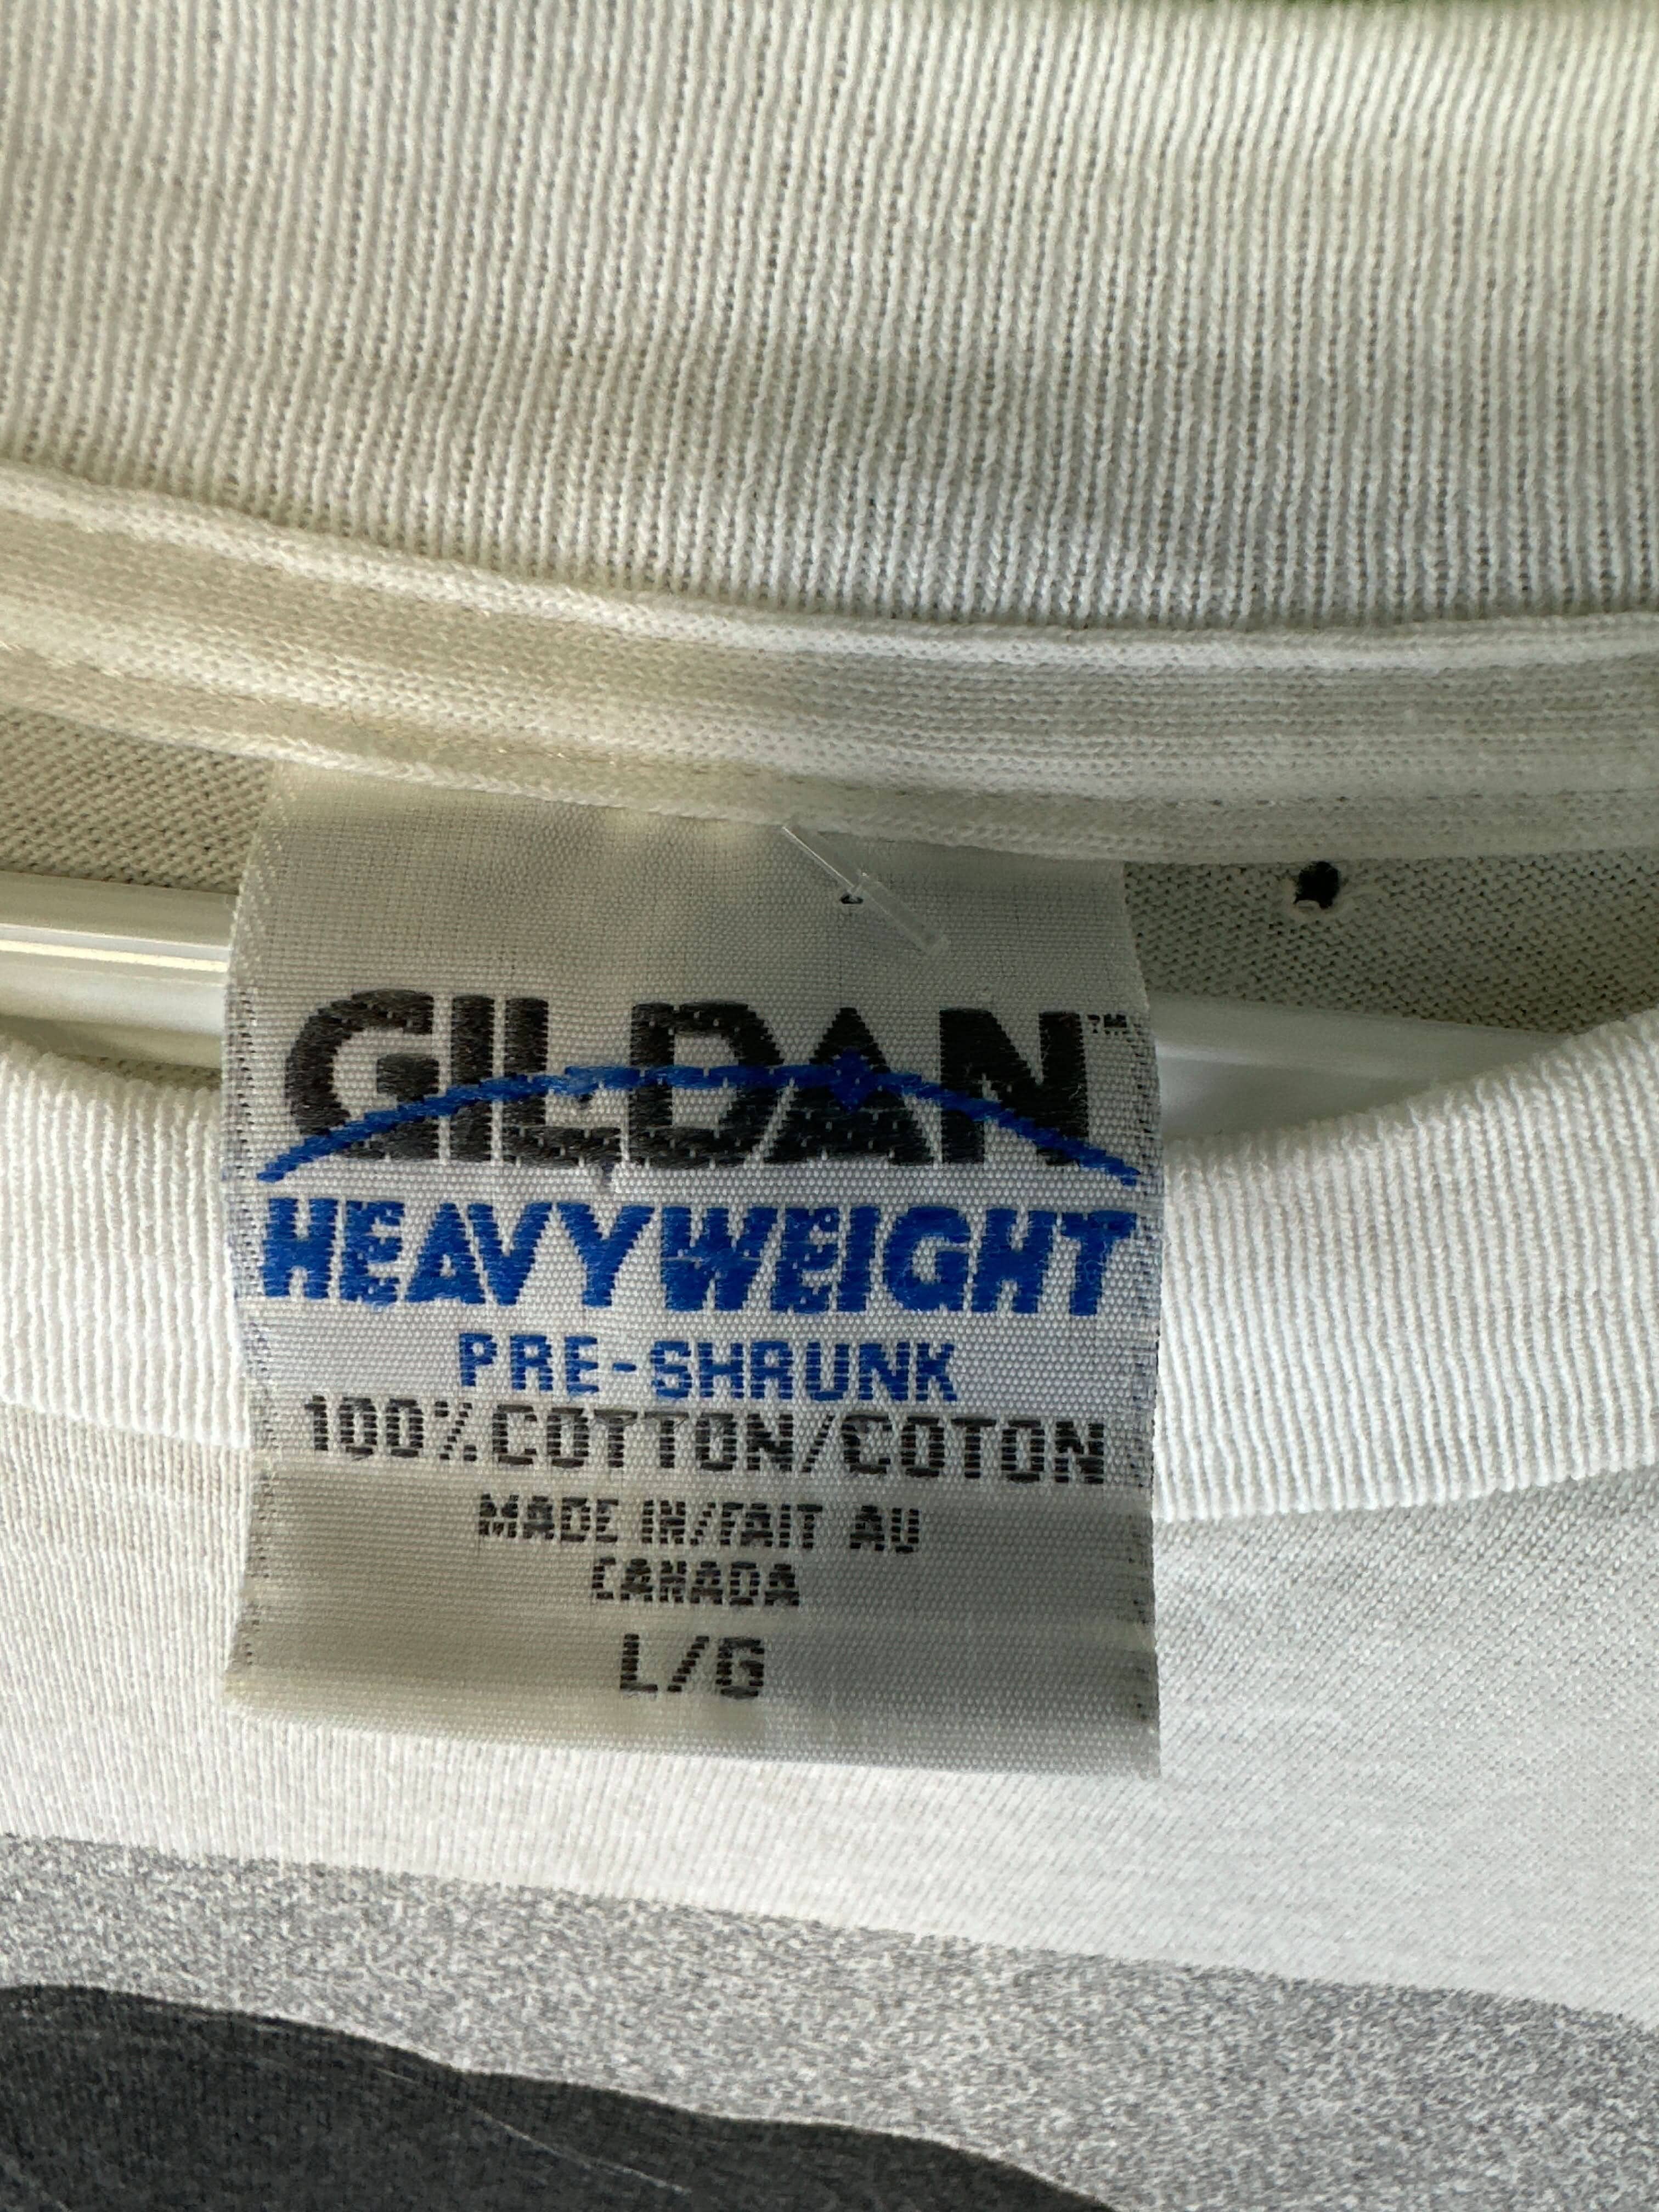 GILDAN™
HEAVYWEIGHT
PRE-SHRUNK
100% COTTON/COTON
MADE IN/FAIT AU
CANADA
L/G